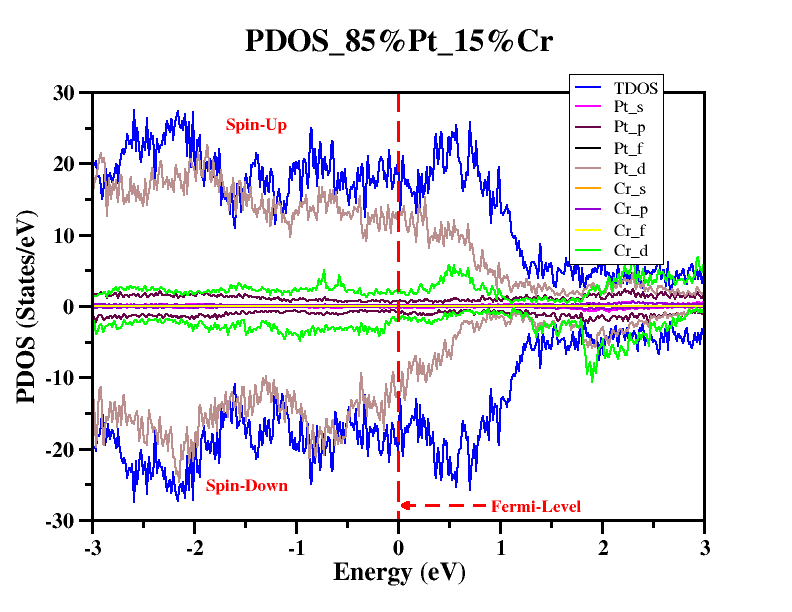 PDOS_85%Pt_15%Cr
30
20
10
0
-10
-20
-30
PDOS (States/eV)
Spin-Up
Spin-Down
Fermi-Level
TDOS
Pt_s
Pt_p
Pt_f
Pt_d
Cr_s
Cr_p
Cr_f
Cr_d
-3
-2
-1
0
1
2
3
Energy (eV)